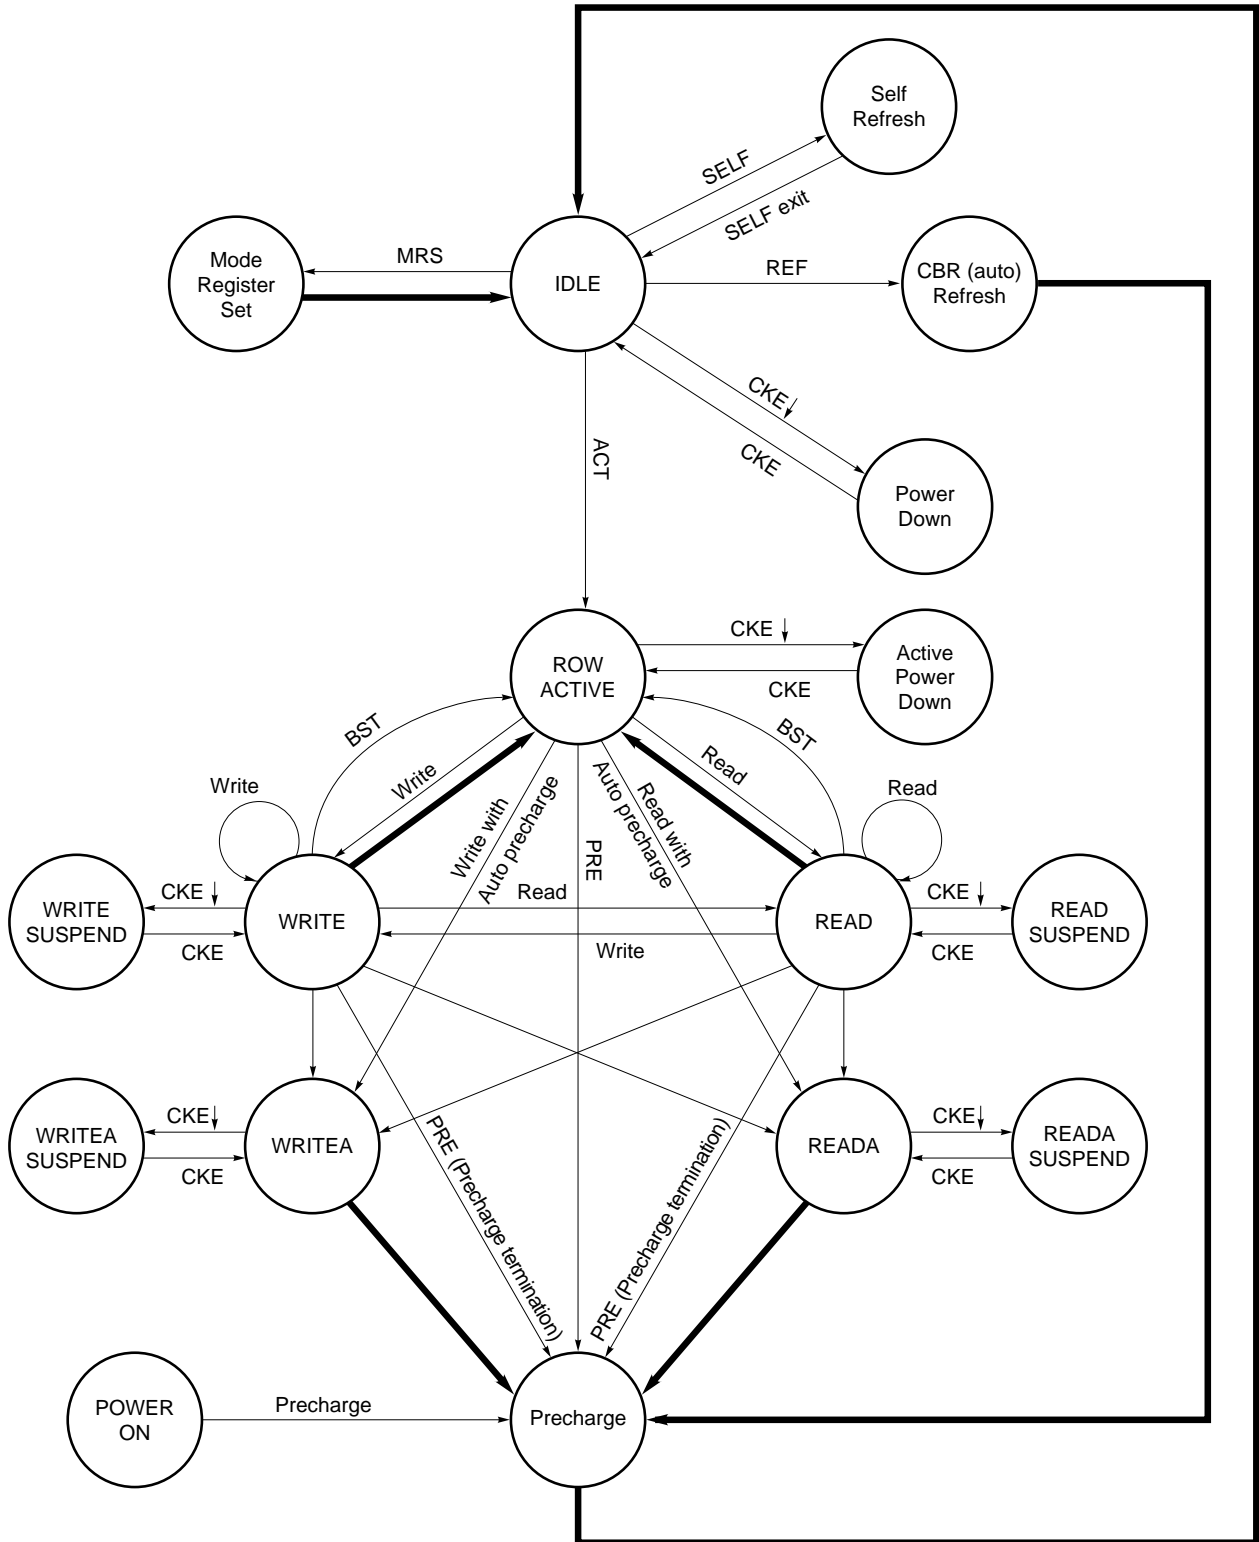 Self
Refresh
SELF
SELF exit
Mode
Register
Set
MRS
IDLE
REF
CBR (auto)
Refresh
CKE↓
CKE
Power
Down
ACT
ROW
ACTIVE
CKE ↓
CKE
Active
Power
Down
BST
Write
Write
Write with
Auto precharge
PRE
Read with
Auto precharge
Read
BST
Read
WRITE
SUSPEND
CKE ↓
CKE
WRITE
Read
Write
READ
CKE ↓
CKE
READ
SUSPEND
WRITEA
SUSPEND
CKE↓
CKE
WRITEA
PRE (Precharge termination)
PRE (Precharge termination)
READA
CKE↓
CKE
READA
SUSPEND
POWER
ON
Precharge
Precharge